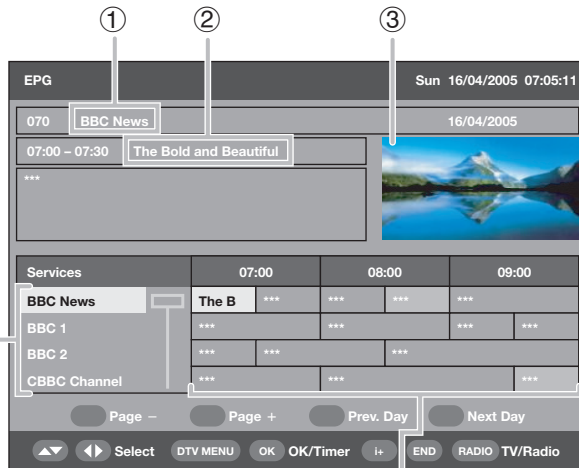 ① ② ③
EPG Sun 16/04/2005 07:05:11
070 BBC News 16/04/2005
07:00 – 07:30 The Bold and Beautiful
***
Services 07:00 08:00 09:00
BBC News The B *** *** *** ***
BBC 1 *** *** *** ***
BBC 2 *** *** ***
CBBC Channel *** *** ***
Page − Page + Prev. Day Next Day
Select DTV MENU OK OK/Timer i+ END RADIO TV/Radio